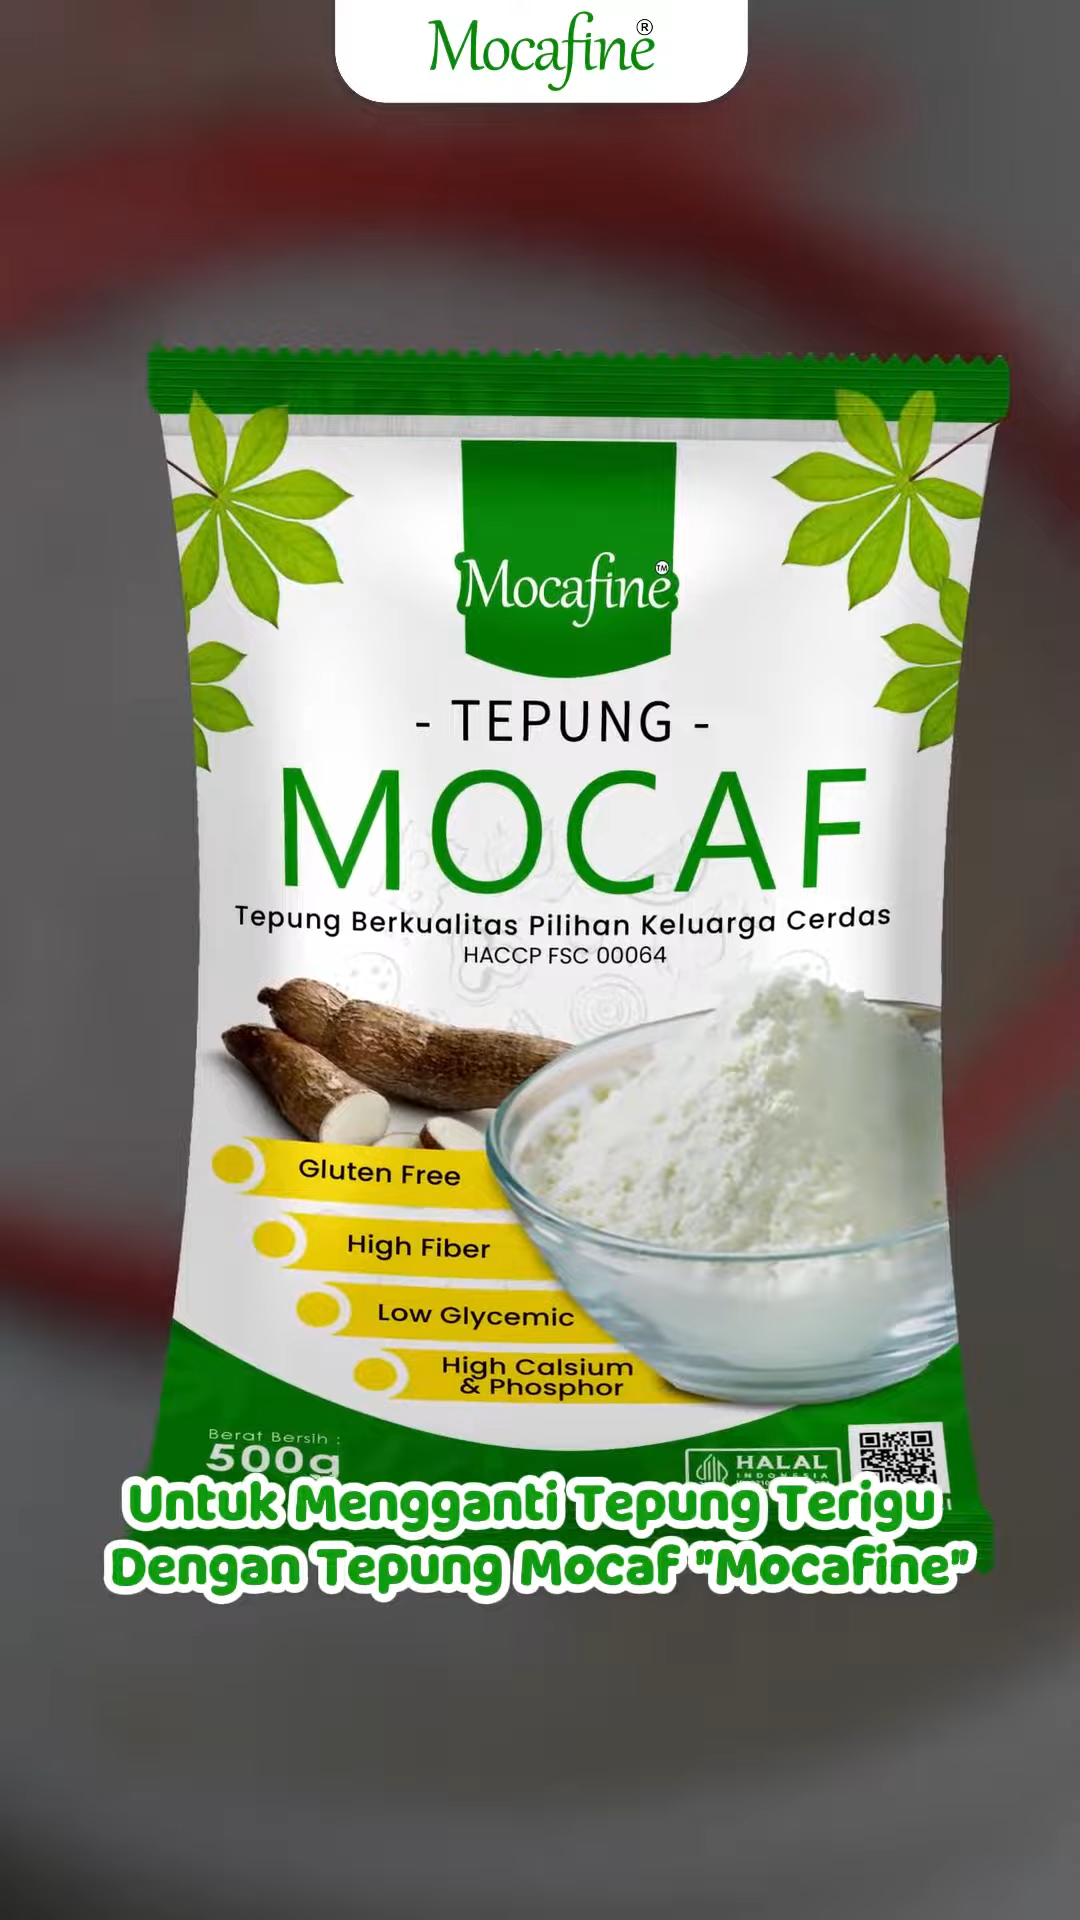 Mocafine®
Mocafine™
- TEPUNG -
MOCAF
Tepung Berkualitas Pilihan Keluarga Cerdas
HACCP FSC 00064
Gluten Free
High Fiber
Low Glycemic
High Calsium
& Phosphor
Berat Bersih :
500g
HALAL
INDONESIA
Untuk Mengganti Tepung Terigu
Dengan Tepung Mocaf "Mocafine"